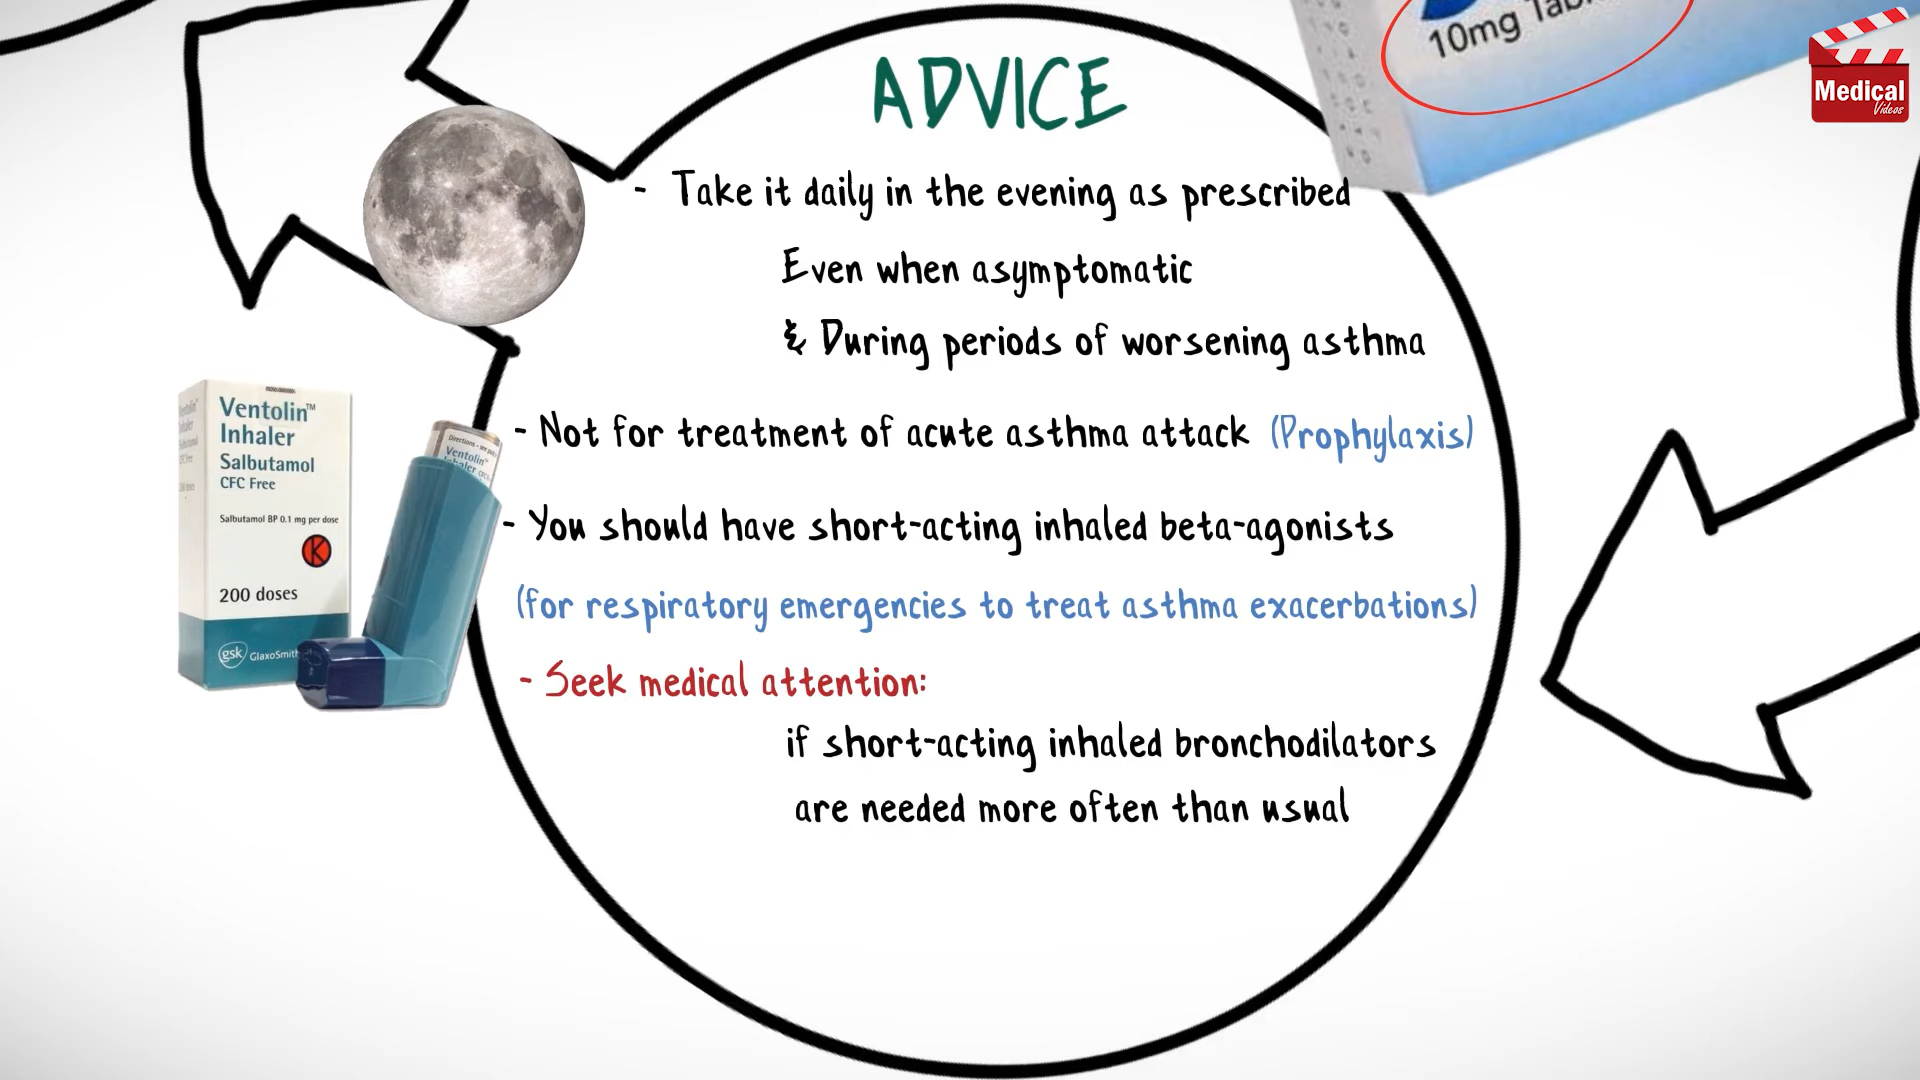 10mg
Medical
Videos
ADVICE
- Take it daily in the evening as prescribed
Even when asymptomatic
& During periods of worsening asthma
- Not for treatment of acute asthma attack (Prophylaxis)
- You should have short-acting inhaled beta-agonists
(for respiratory emergencies to treat asthma exacerbations)
- Seek medical attention:
if short-acting inhaled bronchodilators
are needed more often than usual
Ventolin™
Inhaler
Salbutamol
CFC Free
Salbutamol BP 0.1 mg per dose
K
200 doses
gsk GlaxoSmith
Ventolin™